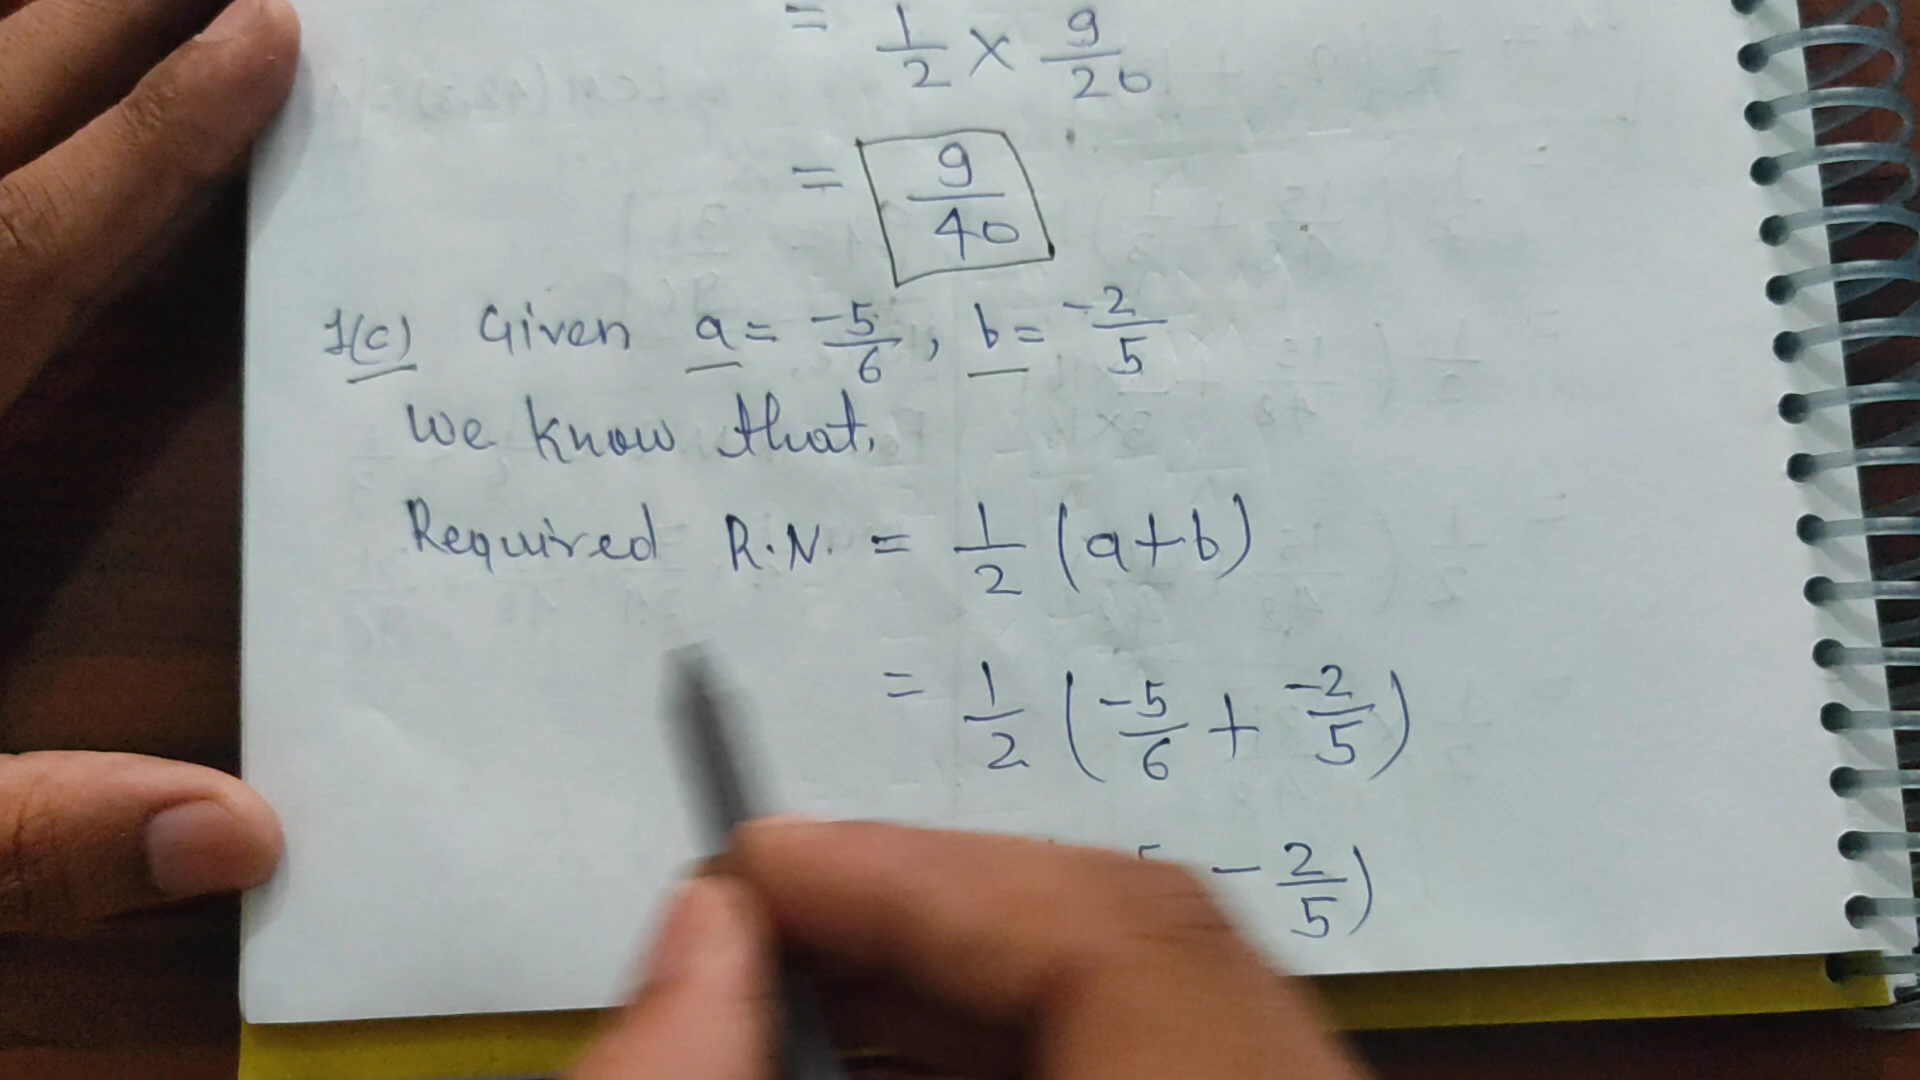 = 1/2 × 9/20
= 9/40
1(c) Given a = -5/6, b = -2/5
We know that,
Required R.N. = 1/2 (a+b)
= 1/2 (-5/6 + -2/5)
- 2/5)